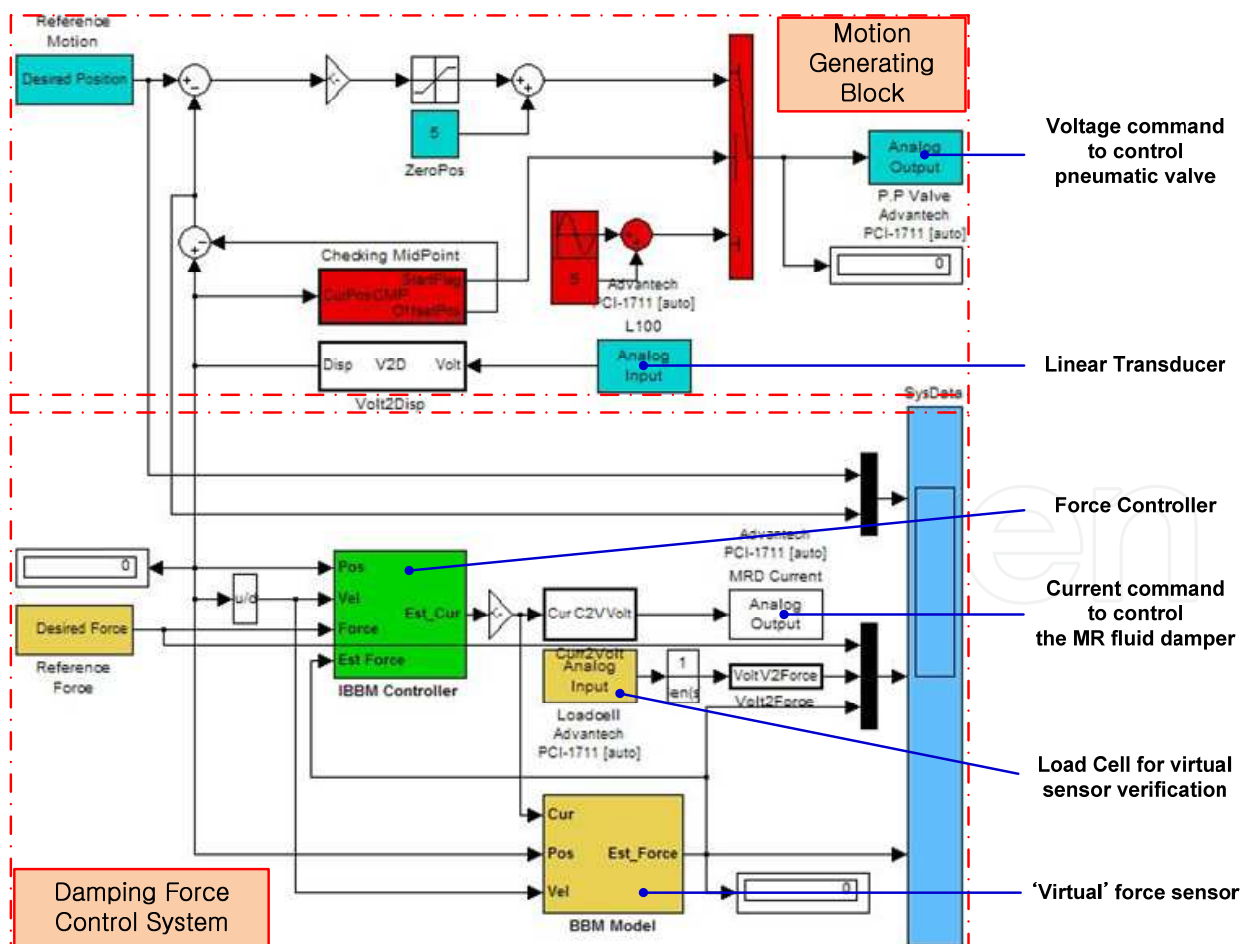 Reference
Motion
Desired Position
Motion
Generating
Block
5
ZeroPos
Analog
Output
P.P Valve
Advantech
PCI-1711 [auto]
0
Voltage command
to control
pneumatic valve
Checking MidPoint
StartFlag
CurPosCMP
OffsetPos
5
Advantech
PCI-1711 [auto]
L100
Analog
Input
Disp V2D Volt
Volt2Disp
Linear Transducer
SysData
en
Force Controller
0
u/d
Pos
Vel
Force
Est Force
Est_Cur
IBBM Controller
Desired Force
Reference
Force
Cur C2V Volt
Curr2Volt
Advantech
PCI-1711 [auto]
MRD Current
Analog
Output
Current command
to control
the MR fluid damper
Analog
Input
Loadcell
Advantech
PCI-1711 [auto]
1
Volt V2Force
Volt2Force
Load Cell for virtual
sensor verification
Cur
Pos
Vel
Est_Force
BBM Model
0
'Virtual' force sensor
Damping Force
Control System